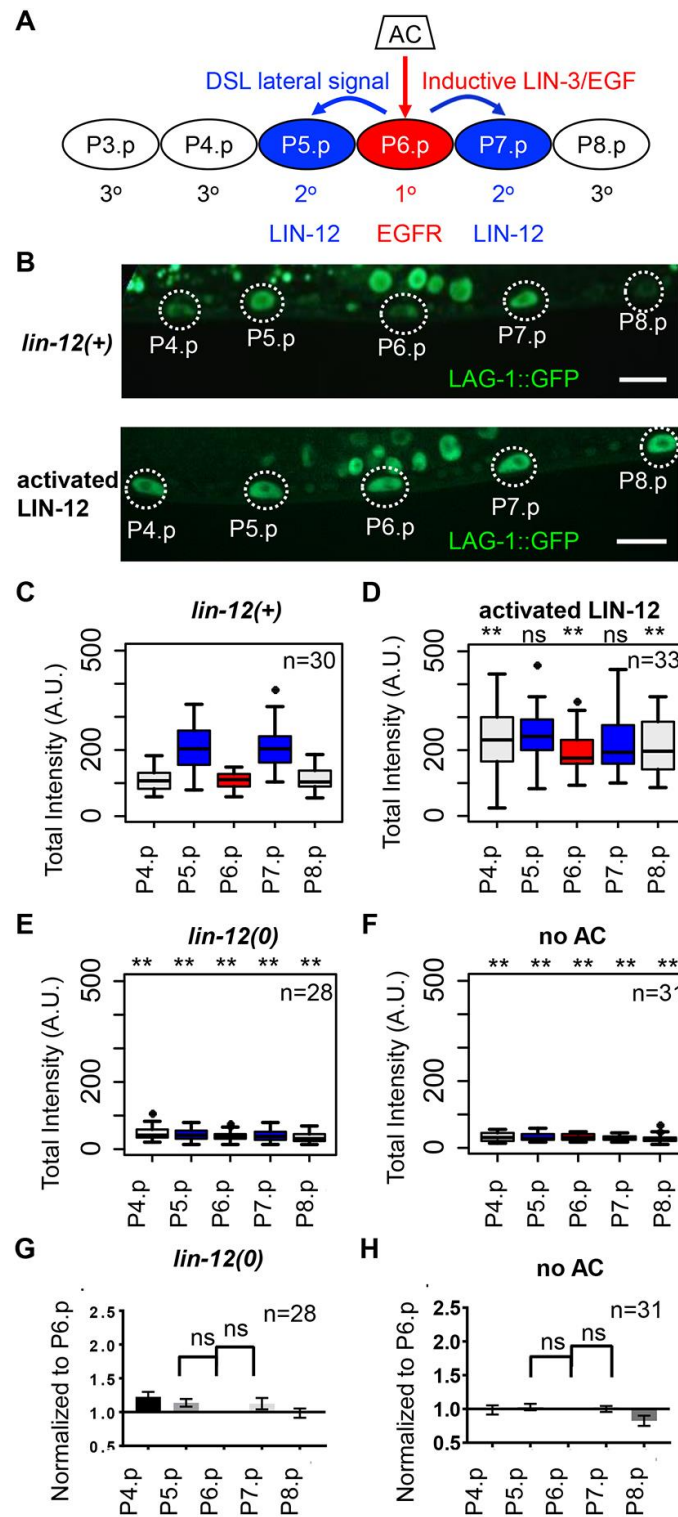 A
AC
DSL lateral signal
Inductive LIN-3/EGF
P3.p P4.p P5.p P6.p P7.p P8.p
3º 3º 2º 1º 2º 3º
LIN-12 EGFR LIN-12
B
lin-12(+)
P4.p P5.p P6.p P7.p P8.p
LAG-1::GFP
activated
LIN-12
P4.p P5.p P6.p P7.p P8.p
LAG-1::GFP
C
lin-12(+)
n=30
Total Intensity (A.U.)
500
200
0
P4.p P5.p P6.p P7.p P8.p
D
activated LIN-12
** ns ** ns **
n=33
Total Intensity (A.U.)
500
200
0
P4.p P5.p P6.p P7.p P8.p
E
lin-12(0)
** ** ** ** **
n=28
Total Intensity (A.U.)
500
200
0
P4.p P5.p P6.p P7.p P8.p
F
no AC
** ** ** ** **
n=31
Total Intensity (A.U.)
500
200
0
P4.p P5.p P6.p P7.p P8.p
G
lin-12(0)
n=28
ns ns
Normalized to P6.p
2.5
2.0
1.5
1.0
0.5
P4.p P5.p P6.p P7.p P8.p
H
no AC
n=31
ns ns
Normalized to P6.p
2.5
2.0
1.5
1.0
0.5
P4.p P5.p P6.p P7.p P8.p